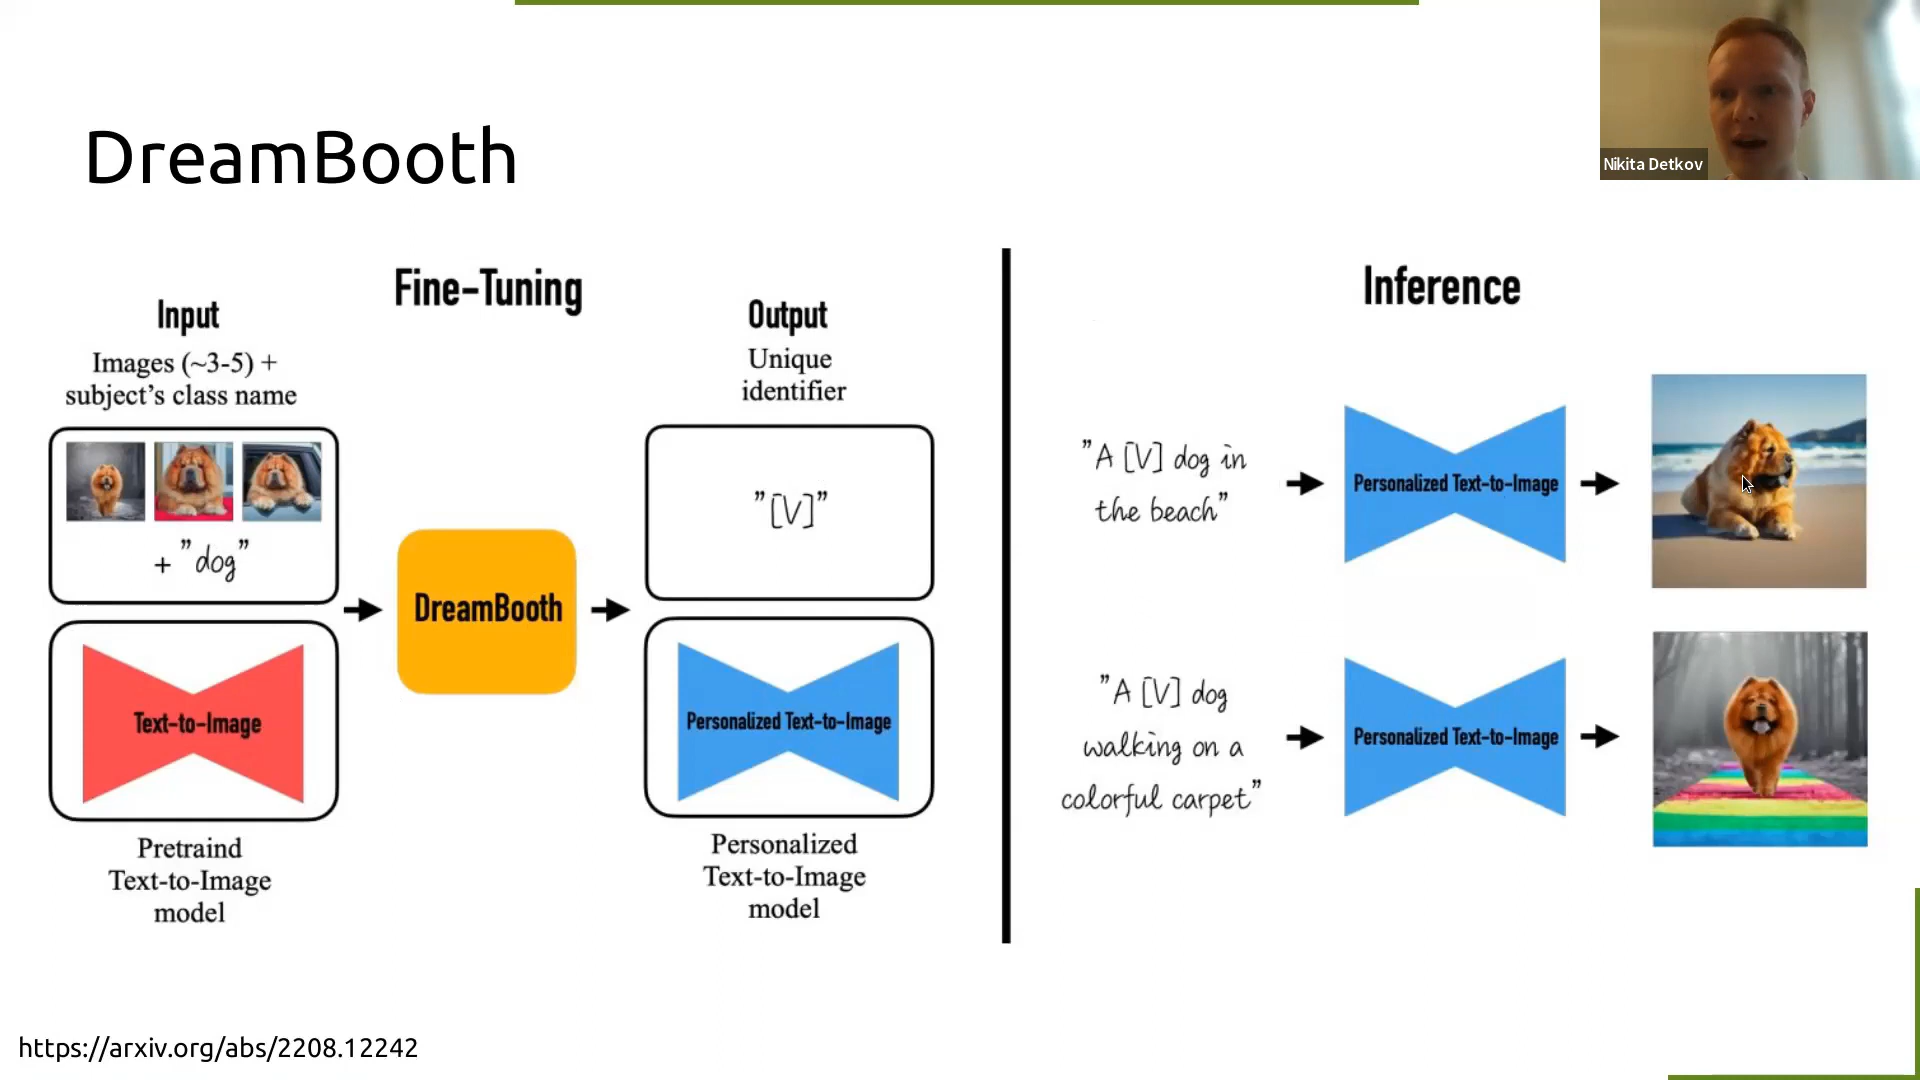 DreamBooth
Nikita Detkov
Fine-Tuning
Input
Images (~3-5) +
subject's class name
+ "dog"
Text-to-Image
Pretraind
Text-to-Image
model
DreamBooth
Output
Unique
identifier
"[V]"
Personalized Text-to-Image
Personalized
Text-to-Image
model
Inference
"A [V] dog in
the beach"
Personalized Text-to-Image
"A [V] dog
walking on a
colorful carpet"
Personalized Text-to-Image
https://arxiv.org/abs/2208.12242